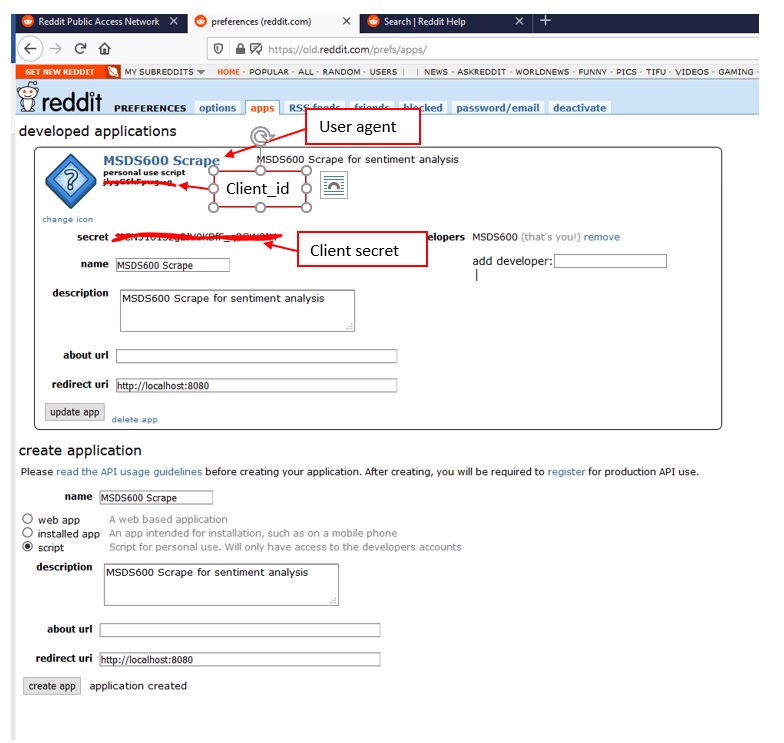 Reddit Public Access Network
preferences (reddit.com)
Search | Reddit Help
https://old.reddit.com/prefs/apps/
GET NEW REDDIT MY SUBREDDITS HOME - POPULAR - ALL - RANDOM - USERS | | NEWS - ASKREDDIT - WORLDNEWS - FUNNY - PICS - TIFU - VIDEOS - GAMING -
reddit PREFERENCES options apps RSS feeds friends blocked password/email deactivate
developed applications
User agent
MSDS600 Scrape
MSDS600 Scrape for sentiment analysis
personal use script
Client_id
change icon
secret
Client secret
elopers MSDS600 (that's you!) remove
name MSDS600 Scrape
add developer:
description MSDS600 Scrape for sentiment analysis
about url
redirect uri http://localhost:8080
update app delete app
create application
Please read the API usage guidelines before creating your application. After creating, you will be required to register for production API use.
name MSDS600 Scrape
web app A web based application
installed app An app intended for installation, such as on a mobile phone
script Script for personal use. Will only have access to the developers accounts
description MSDS600 Scrape for sentiment analysis
about url
redirect uri http://localhost:8080
create app application created